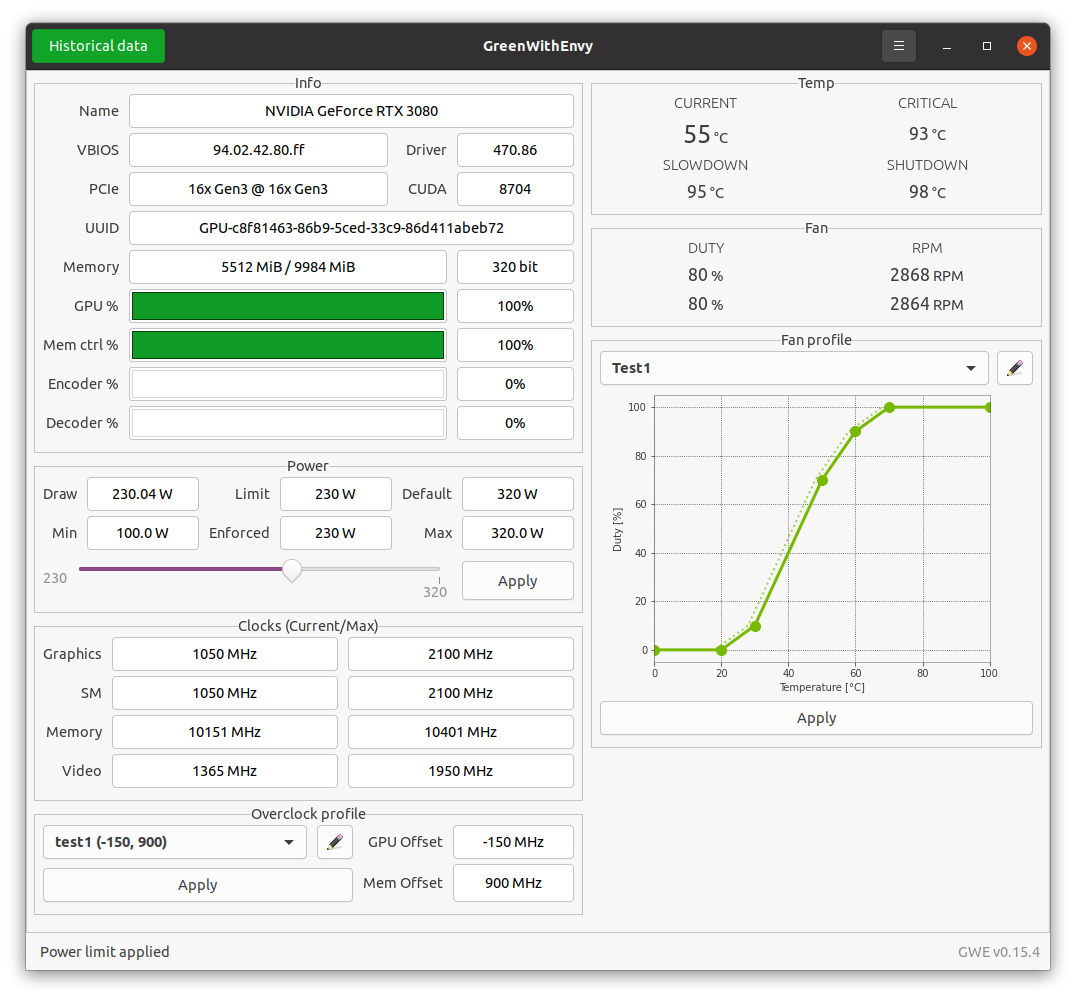 Historical data
GreenWithEnvy
Info
Name NVIDIA GeForce RTX 3080
VBIOS 94.02.42.80.ff Driver 470.86
PCIe 16x Gen3 @ 16x Gen3 CUDA 8704
UUID GPU-c8f81463-86b9-5ced-33c9-86d411abeb72
Memory 5512 MiB / 9984 MiB 320 bit
GPU % 100%
Mem ctrl % 100%
Encoder % 0%
Decoder % 0%
Power
Draw 230.04 W Limit 230 W Default 320 W
Min 100.0 W Enforced 230 W Max 320.0 W
230
320
Apply
Clocks (Current/Max)
Graphics 1050 MHz 2100 MHz
SM 1050 MHz 2100 MHz
Memory 10151 MHz 10401 MHz
Video 1365 MHz 1950 MHz
Overclock profile
test1 (-150, 900) GPU Offset -150 MHz
Apply Mem Offset 900 MHz
Temp
CURRENT CRITICAL
55 °C 93 °C
SLOWDOWN SHUTDOWN
95 °C 98 °C
Fan
DUTY RPM
80 % 2868 RPM
80 % 2864 RPM
Fan profile
Test1
100
80
60
40
20
0
Duty [%]
0 20 40 60 80 100
Temperature [°C]
Apply
Power limit applied
GWE v0.15.4